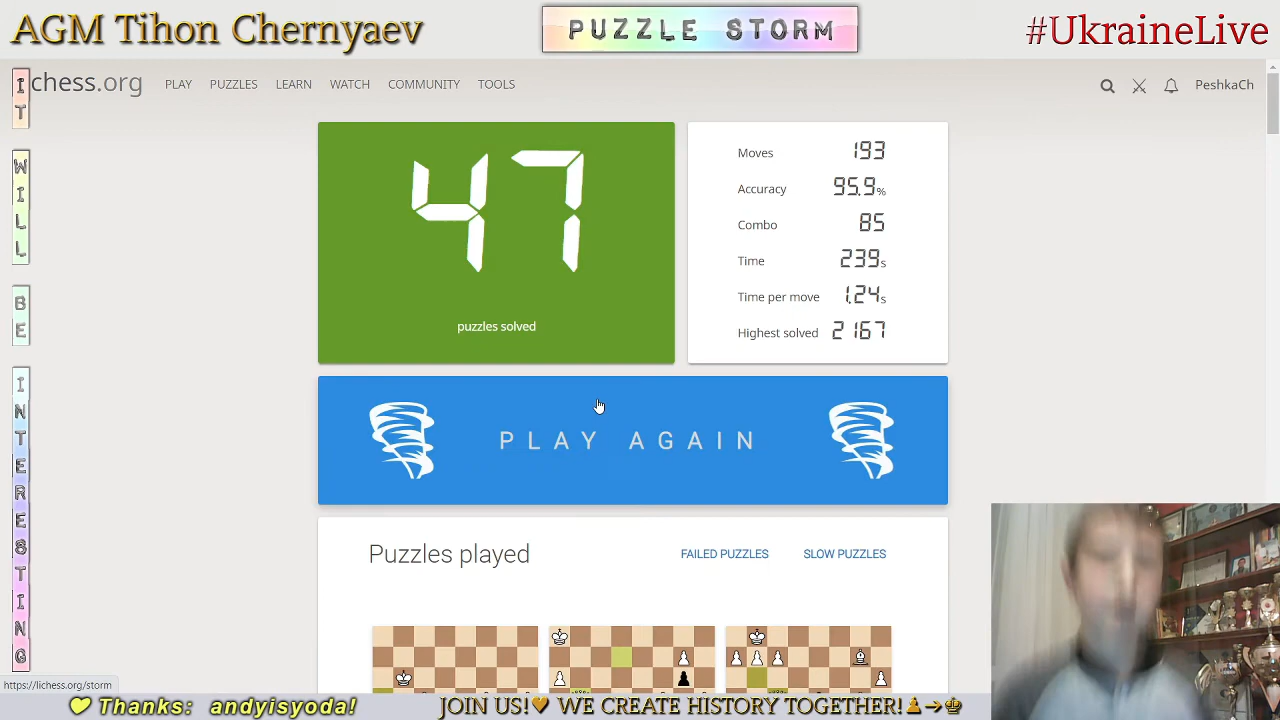 AGM Tihon Chernyaev
PUZZLE STORM
#UkraineLive
IT WILL BE INTERESTING
lichess.org
PLAY
PUZZLES
LEARN
WATCH
COMMUNITY
TOOLS
PeshkaCh
47
puzzles solved
Moves 193
Accuracy 95.9%
Combo 85
Time 239s
Time per move 1.24s
Highest solved 2167
PLAY AGAIN
Puzzles played
FAILED PUZZLES
SLOW PUZZLES
https://lichess.org/storm
💛 Thanks: andyisyoda!
JOIN US!🧡 WE CREATE HISTORY TOGETHER!♟→♚